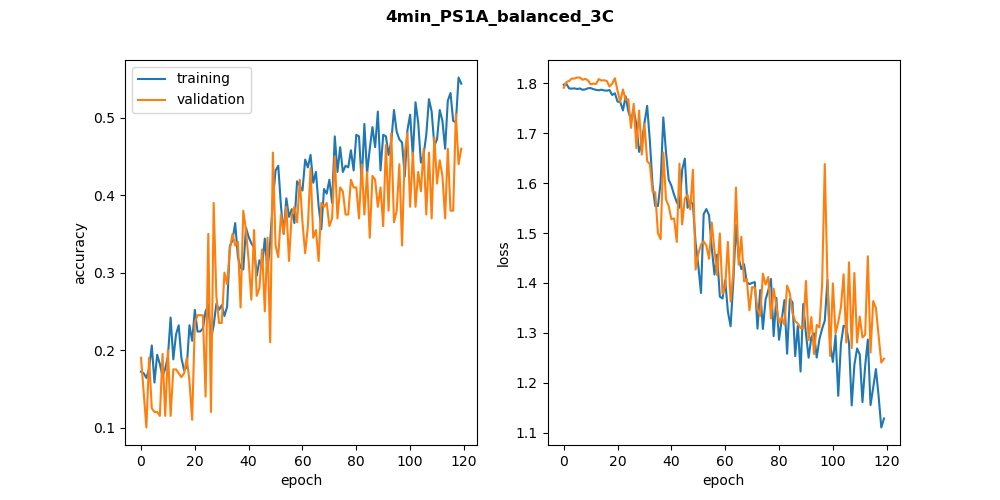 4min_PS1A_balanced_3C
training
validation
accuracy
0.5
0.4
0.3
0.2
0.1
0 20 40 60 80 100 120
epoch
loss
1.8
1.7
1.6
1.5
1.4
1.3
1.2
1.1
0 20 40 60 80 100 120
epoch